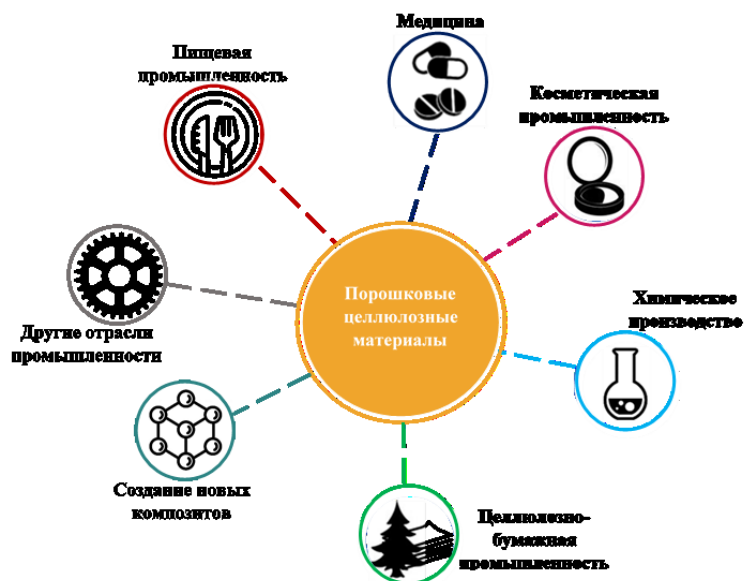 Медицина
Пищевая
промышленность
Косметическая
промышленность
Порошковые
целлюлозные
материалы
Химическое
производство
Другие отрасли
промышленности
Создание новых
композитов
Целлюлозно-
бумажная
промышленность